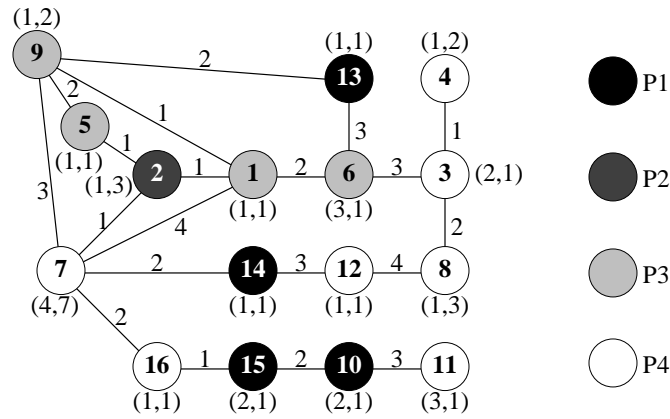 (1,2) (1,1) (1,2)
9 2 13 4 P1
2 1 3 1
5 1
(1,1) (1,3) 2 1 1 2 6 3 3 (2,1) P2
3 1 4 (1,1) (3,1) 2
7 2 14 3 12 4 8 P3
(4,7) (1,1) (1,1) (1,3)
2
16 1 15 2 10 3 11 P4
(1,1) (2,1) (2,1) (3,1)